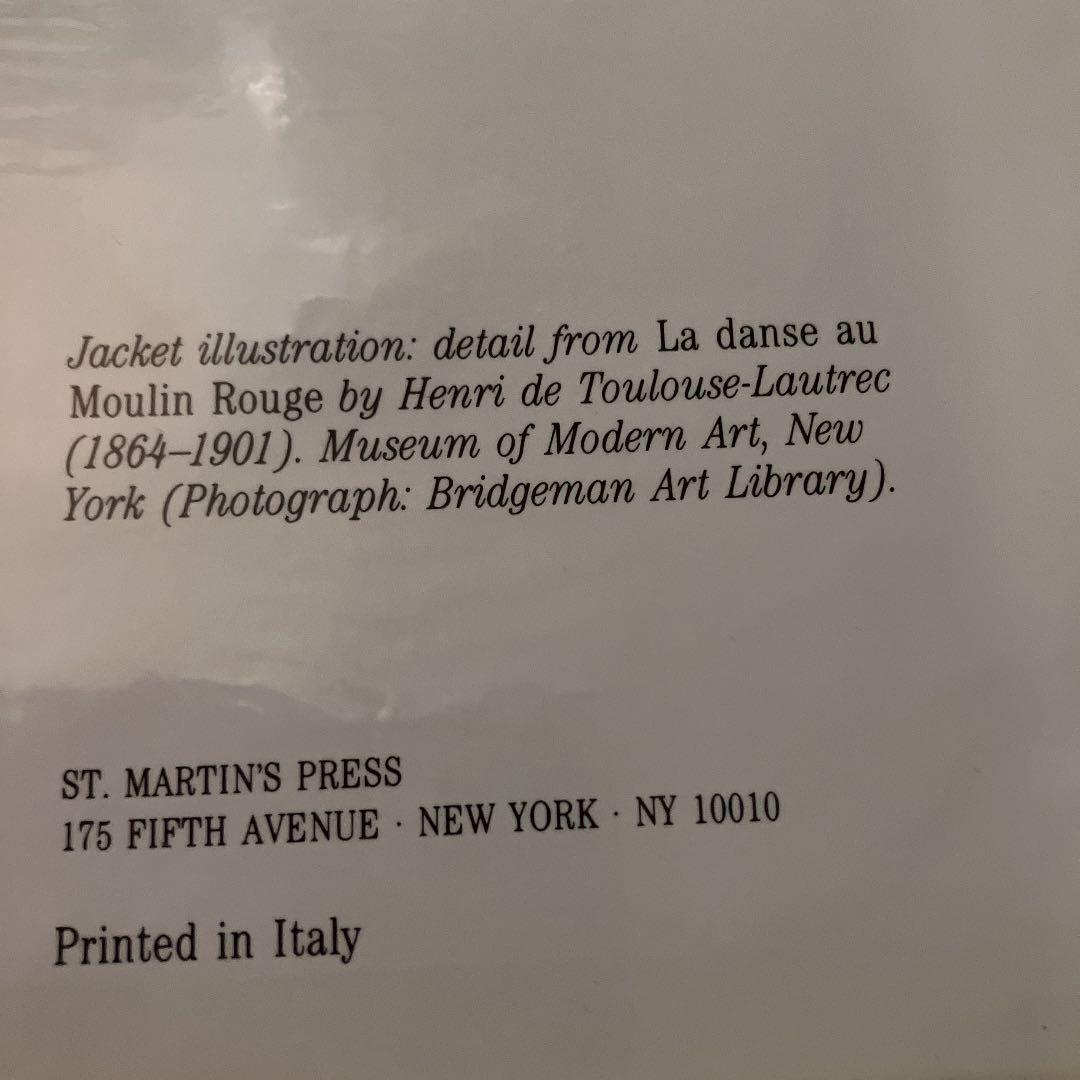 Jacket illustration: detail from La danse au
Moulin Rouge by Henri de Toulouse-Lautrec
(1864–1901). Museum of Modern Art, New
York (Photograph: Bridgeman Art Library).
ST. MARTIN'S PRESS
175 FIFTH AVENUE · NEW YORK · NY 10010
Printed in Italy